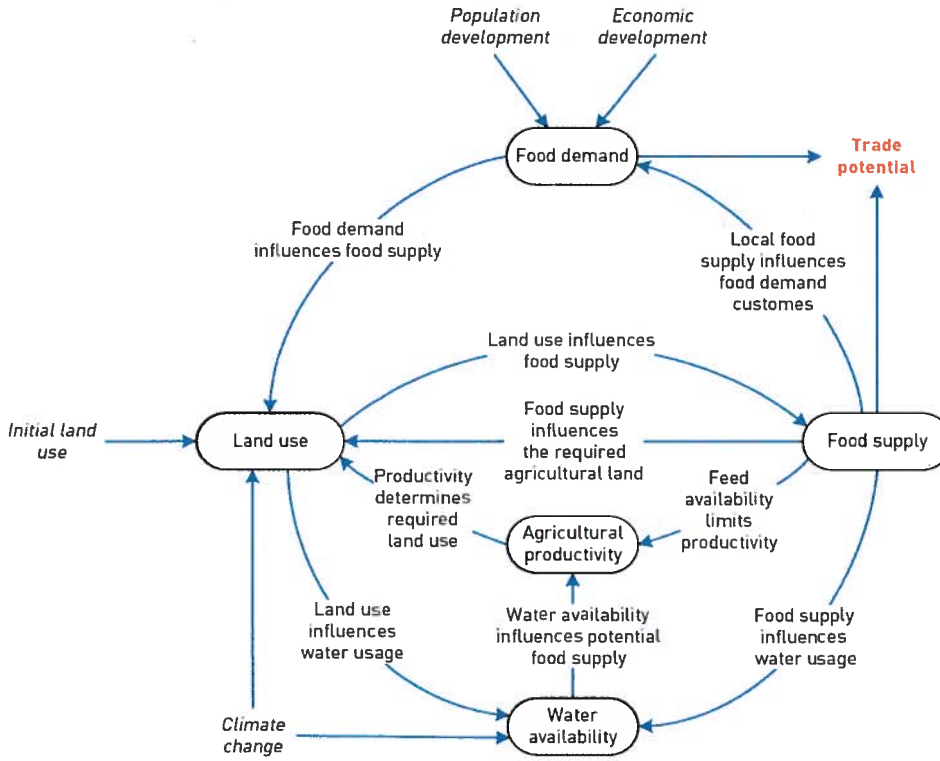 Population
development
Economic
development
Food demand
Trade
potential
Food demand
influences food supply
Local food
supply influences
food demand
customes
Land use influences
food supply
Initial land
use
Land use
Food supply
influences
the required
agricultural land
Food supply
Productivity
determines
required
land use
Feed
availability
limits
productivity
Agricultural
productivity
Land use
influences
water usage
Water availability
influences potential
food supply
Food supply
influences
water usage
Climate
change
Water
availability